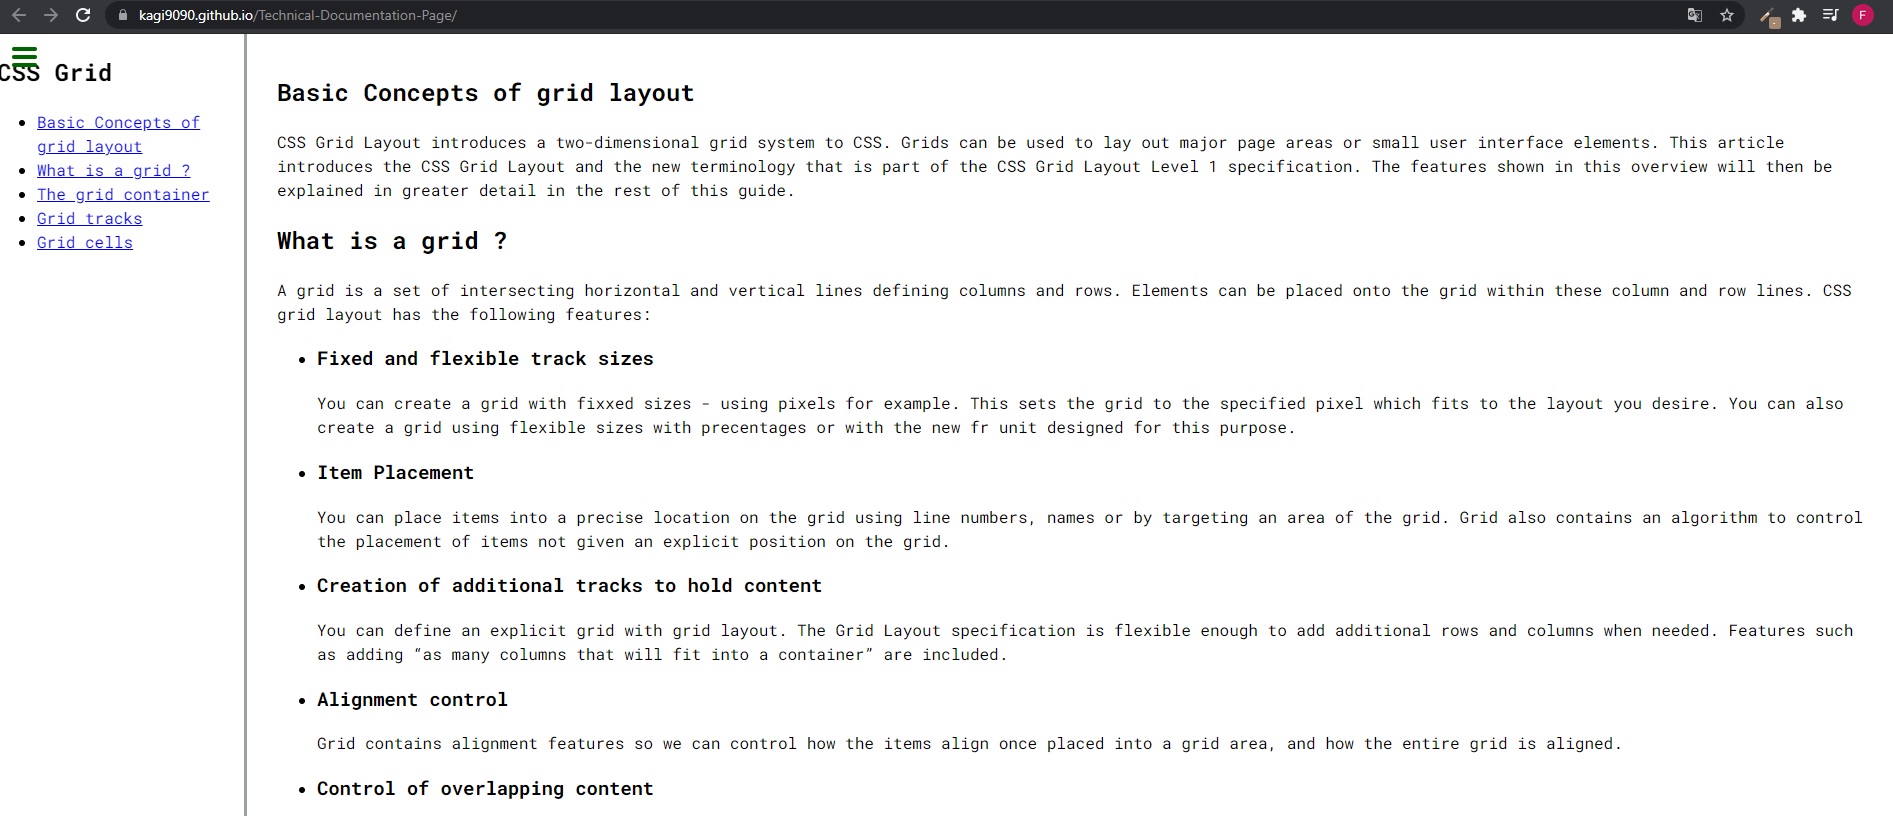 kagi9090.github.io/Technical-Documentation-Page/
F
CSS Grid
Basic Concepts of
grid layout
What is a grid ?
The grid container
Grid tracks
Grid cells
Basic Concepts of grid layout
CSS Grid Layout introduces a two-dimensional grid system to CSS. Grids can be used to lay out major page areas or small user interface elements. This article
introduces the CSS Grid Layout and the new terminology that is part of the CSS Grid Layout Level 1 specification. The features shown in this overview will then be
explained in greater detail in the rest of this guide.
What is a grid ?
A grid is a set of intersecting horizontal and vertical lines defining columns and rows. Elements can be placed onto the grid within these column and row lines. CSS
grid layout has the following features:
Fixed and flexible track sizes
You can create a grid with fixxed sizes - using pixels for example. This sets the grid to the specified pixel which fits to the layout you desire. You can also
create a grid using flexible sizes with precentages or with the new fr unit designed for this purpose.
Item Placement
You can place items into a precise location on the grid using line numbers, names or by targeting an area of the grid. Grid also contains an algorithm to control
the placement of items not given an explicit position on the grid.
Creation of additional tracks to hold content
You can define an explicit grid with grid layout. The Grid Layout specification is flexible enough to add additional rows and columns when needed. Features such
as adding “as many columns that will fit into a container” are included.
Alignment control
Grid contains alignment features so we can control how the items align once placed into a grid area, and how the entire grid is aligned.
Control of overlapping content